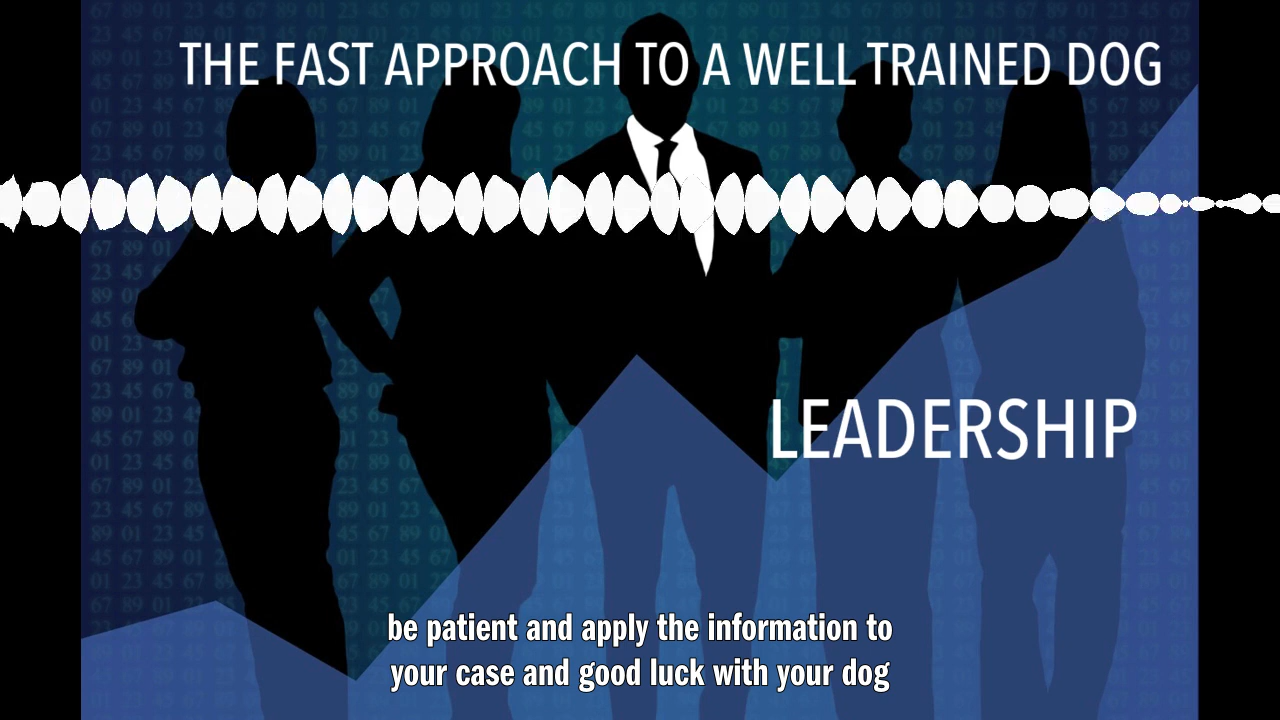 THE FAST APPROACH TO A WELL TRAINED DOG
LEADERSHIP
be patient and apply the information to
your case and good luck with your dog